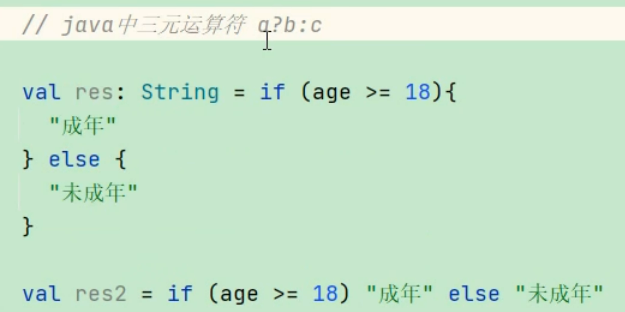 // java中三元运算符 a?b:c
val res: String = if (age >= 18){
"成年"
} else {
"未成年"
}
val res2 = if (age >= 18) "成年" else "未成年"